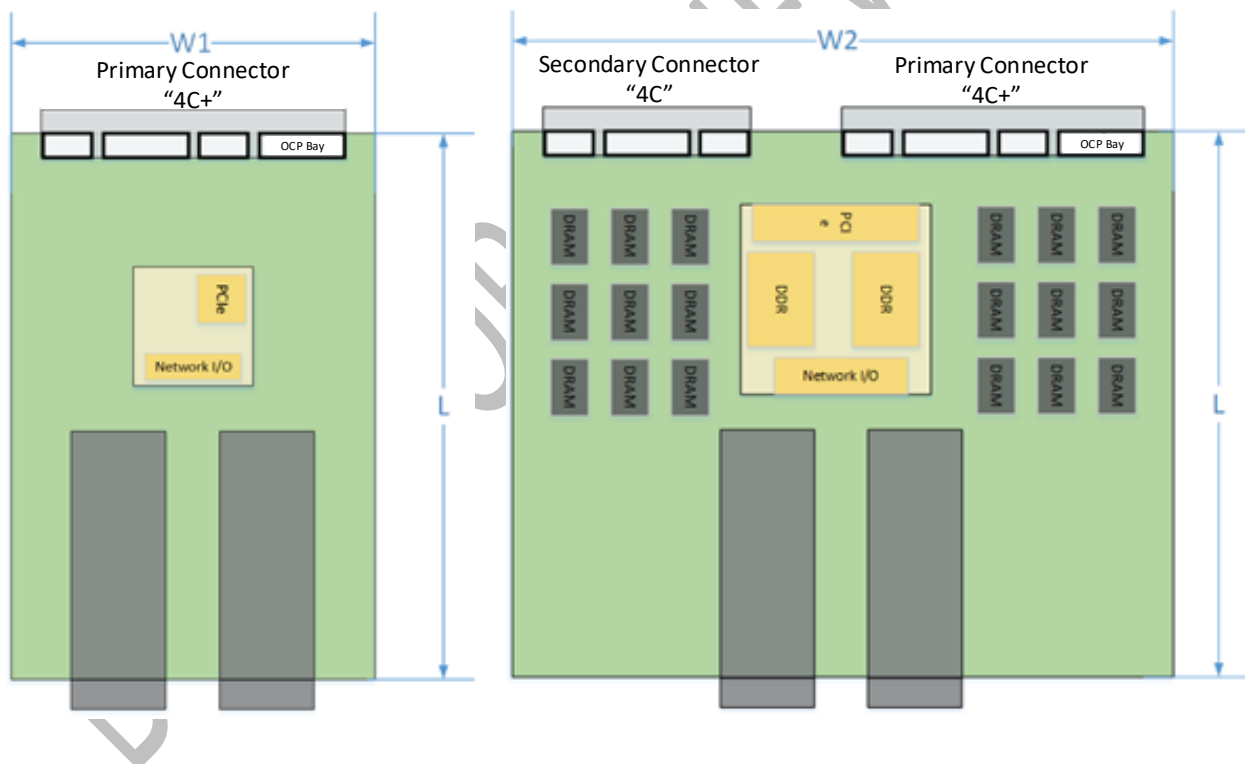 W1
Primary Connector
“4C+”
OCP Bay
PCIe
Network I/O
L
W2
Secondary Connector
“4C”
Primary Connector
“4C+”
OCP Bay
DRAM DRAM DRAM
PCI
e
DRAM DRAM DRAM
DRAM DRAM DRAM
DDR
DDR
DRAM DRAM DRAM
DRAM DRAM DRAM
Network I/O
DRAM DRAM DRAM
L